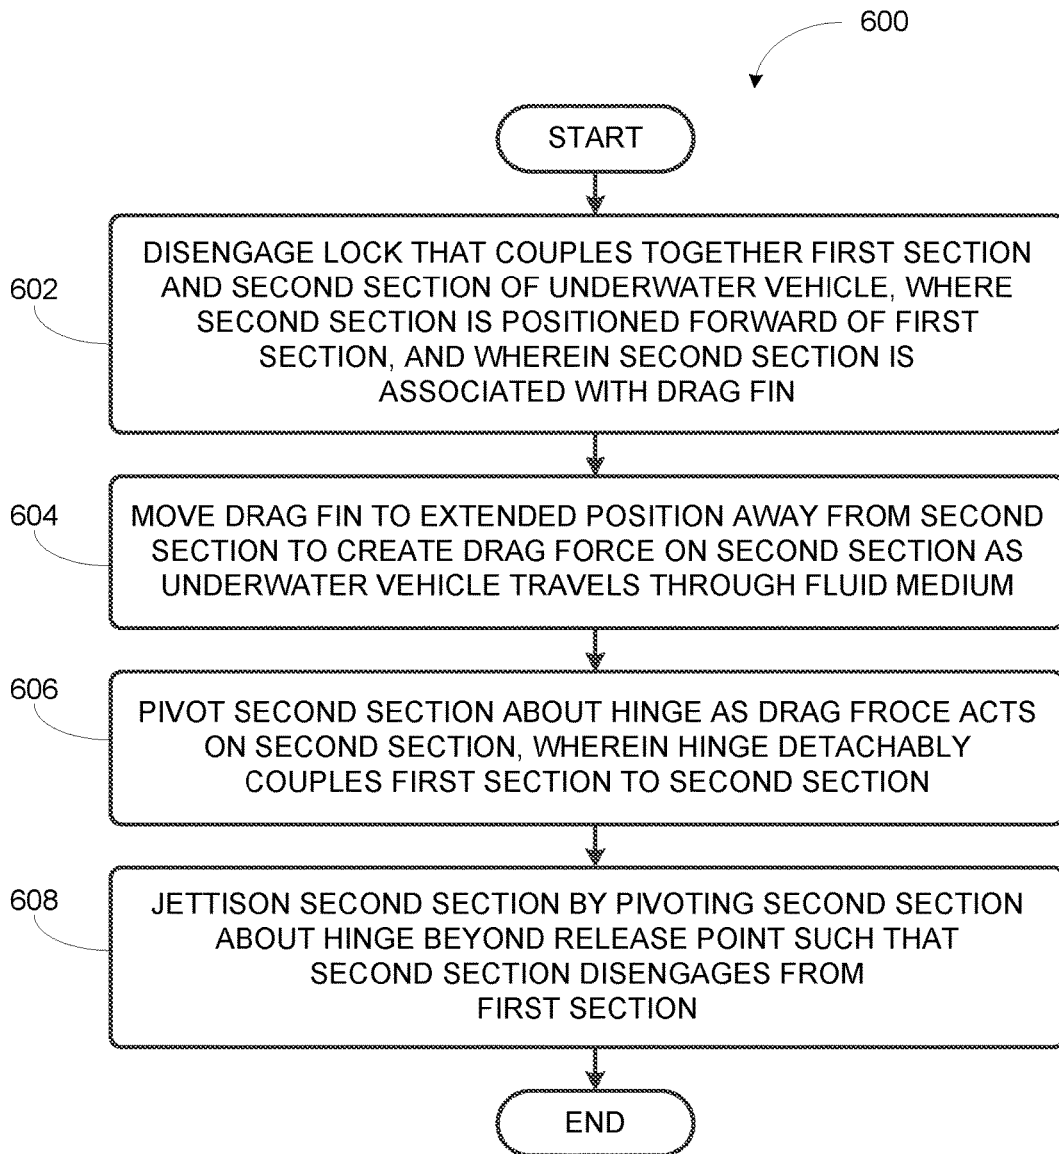 600
START
602
DISENGAGE LOCK THAT COUPLES TOGETHER FIRST SECTION
AND SECOND SECTION OF UNDERWATER VEHICLE, WHERE
SECOND SECTION IS POSITIONED FORWARD OF FIRST
SECTION, AND WHEREIN SECOND SECTION IS
ASSOCIATED WITH DRAG FIN
604
MOVE DRAG FIN TO EXTENDED POSITION AWAY FROM SECOND
SECTION TO CREATE DRAG FORCE ON SECOND SECTION AS
UNDERWATER VEHICLE TRAVELS THROUGH FLUID MEDIUM
606
PIVOT SECOND SECTION ABOUT HINGE AS DRAG FROCE ACTS
ON SECOND SECTION, WHEREIN HINGE DETACHABLY
COUPLES FIRST SECTION TO SECOND SECTION
608
JETTISON SECOND SECTION BY PIVOTING SECOND SECTION
ABOUT HINGE BEYOND RELEASE POINT SUCH THAT
SECOND SECTION DISENGAGES FROM
FIRST SECTION
END